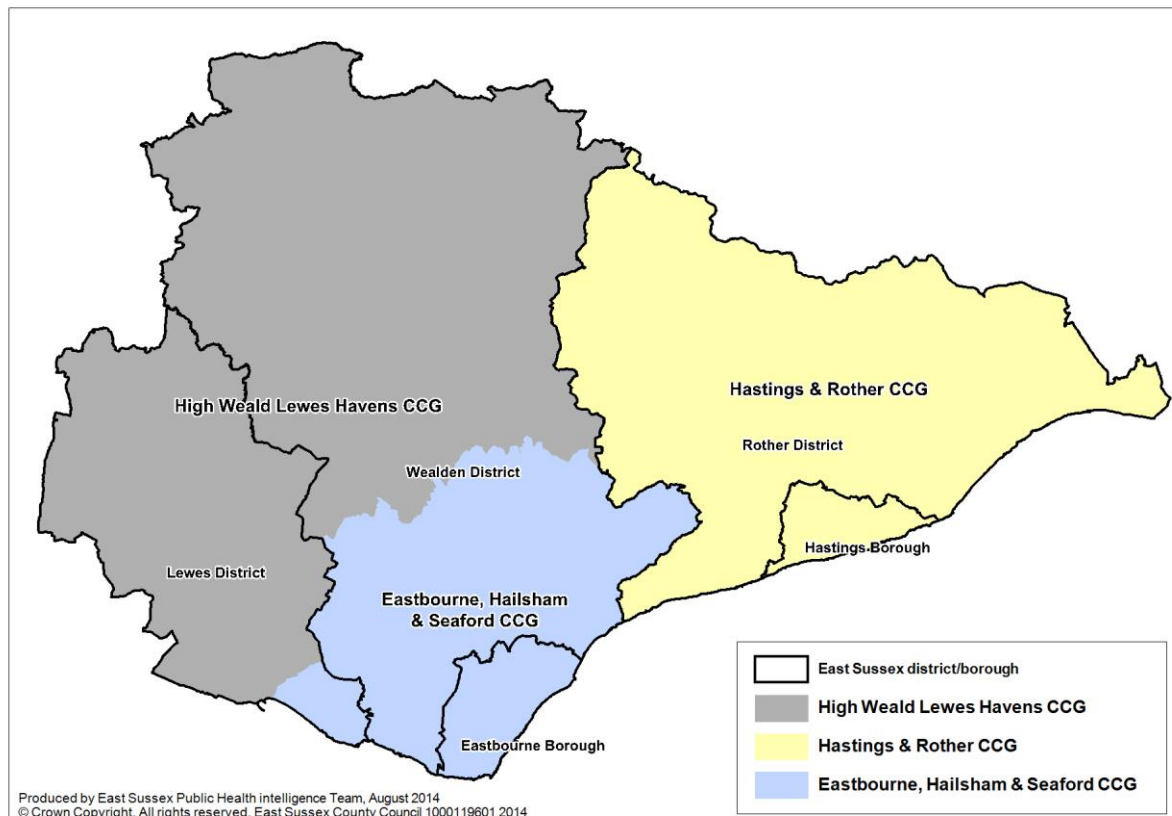 High Weald Lewes Havens CCG
Hastings & Rother CCG
Rother District
Wealden District
Hastings Borough
Lewes District
Eastbourne, Hailsham
& Seaford CCG
Eastbourne Borough
East Sussex district/borough
High Weald Lewes Havens CCG
Hastings & Rother CCG
Eastbourne, Hailsham & Seaford CCG
Produced by East Sussex Public Health intelligence Team, August 2014
© Crown Copyright. All rights reserved. East Sussex County Council 1000119601 2014